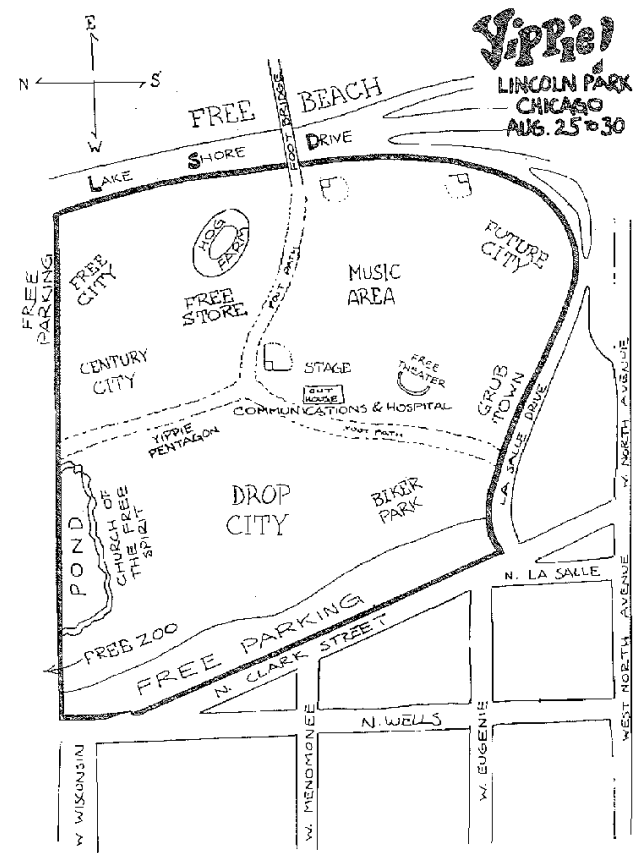 Yippie!
LINCOLN PARK
CHICAGO
AUG. 25 TO 30
E
N
S
W
FREE BEACH
FOOT BRIDGE
LAKE SHORE DRIVE
FREE PARKING
FREE
CITY
HOG
FARM
FREE
STORE
FOOT PATH
MUSIC
AREA
FUTURE
CITY
CENTURY
CITY
STAGE
FREE
THEATER
OUT
HOUSE
COMMUNICATIONS & HOSPITAL
GRUB
TOWN
LA SALLE DRIVE
W. NORTH AVENUE
YIPPIE
PENTAGON
FOOT PATH
DROP
CITY
BIKER
PARK
POND
CHURCH OF
THE FREE
SPIRIT
FREE ZOO
FREE PARKING
N. CLARK STREET
N. LA SALLE
N. WELLS
W WISCONSIN
W. MENOMONEE
W. EUGENIE
WEST NORTH AVENUE